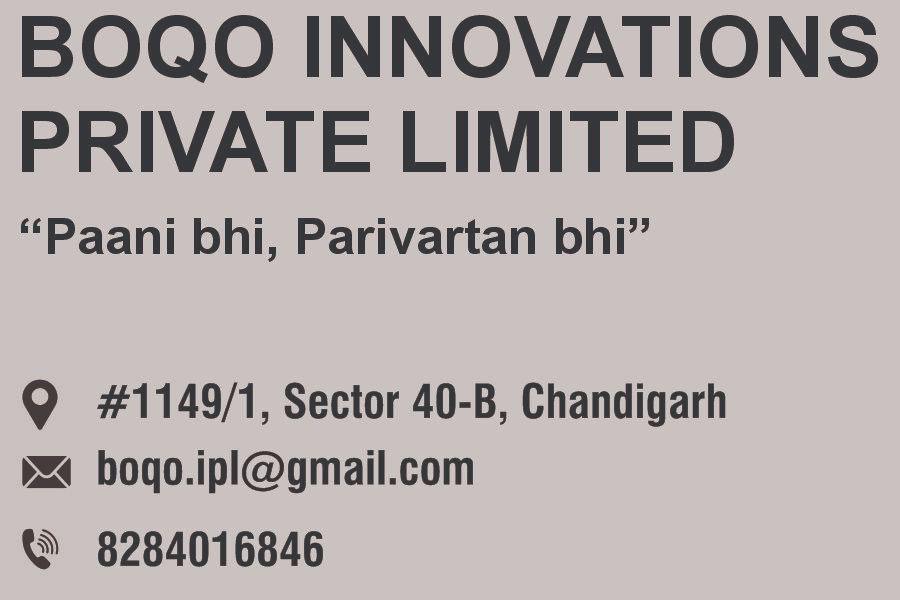 BOQO INNOVATIONS
PRIVATE LIMITED
“Paani bhi, Parivartan bhi”
#1149/1, Sector 40-B, Chandigarh
boqo.ipl@gmail.com
8284016846